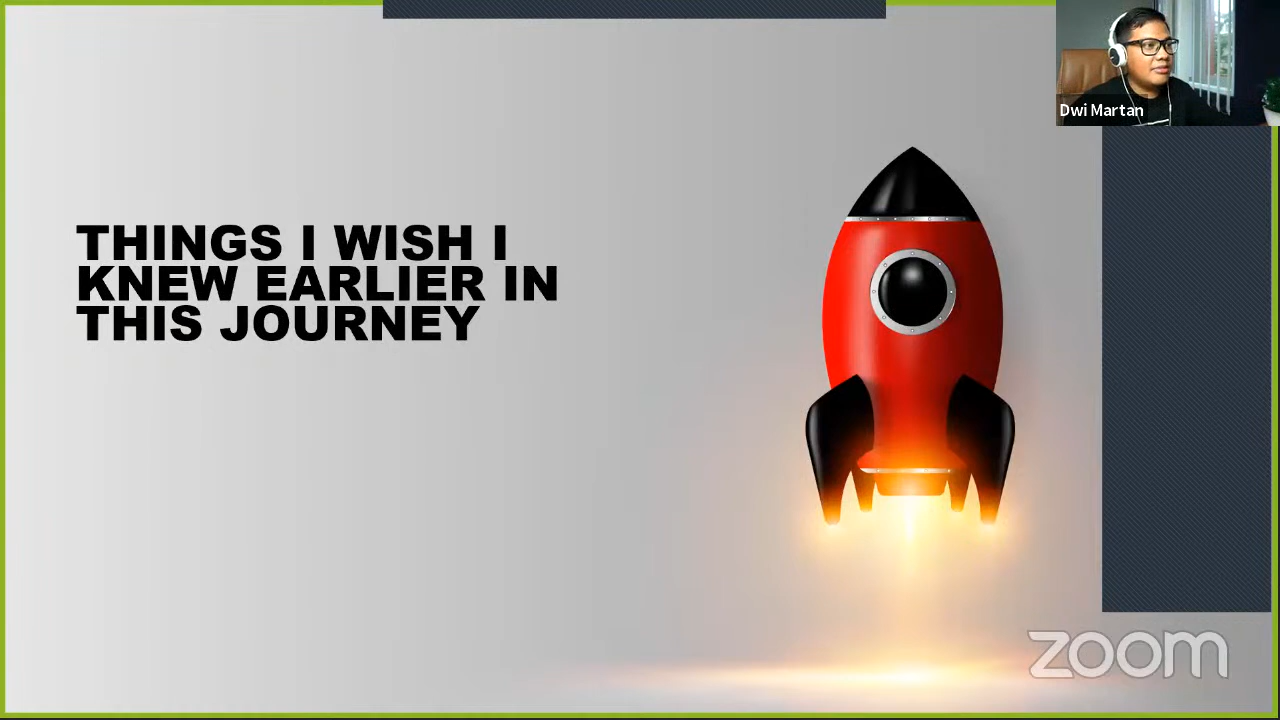 THINGS I WISH I
KNEW EARLIER IN
THIS JOURNEY
Dwi Martan
zoom